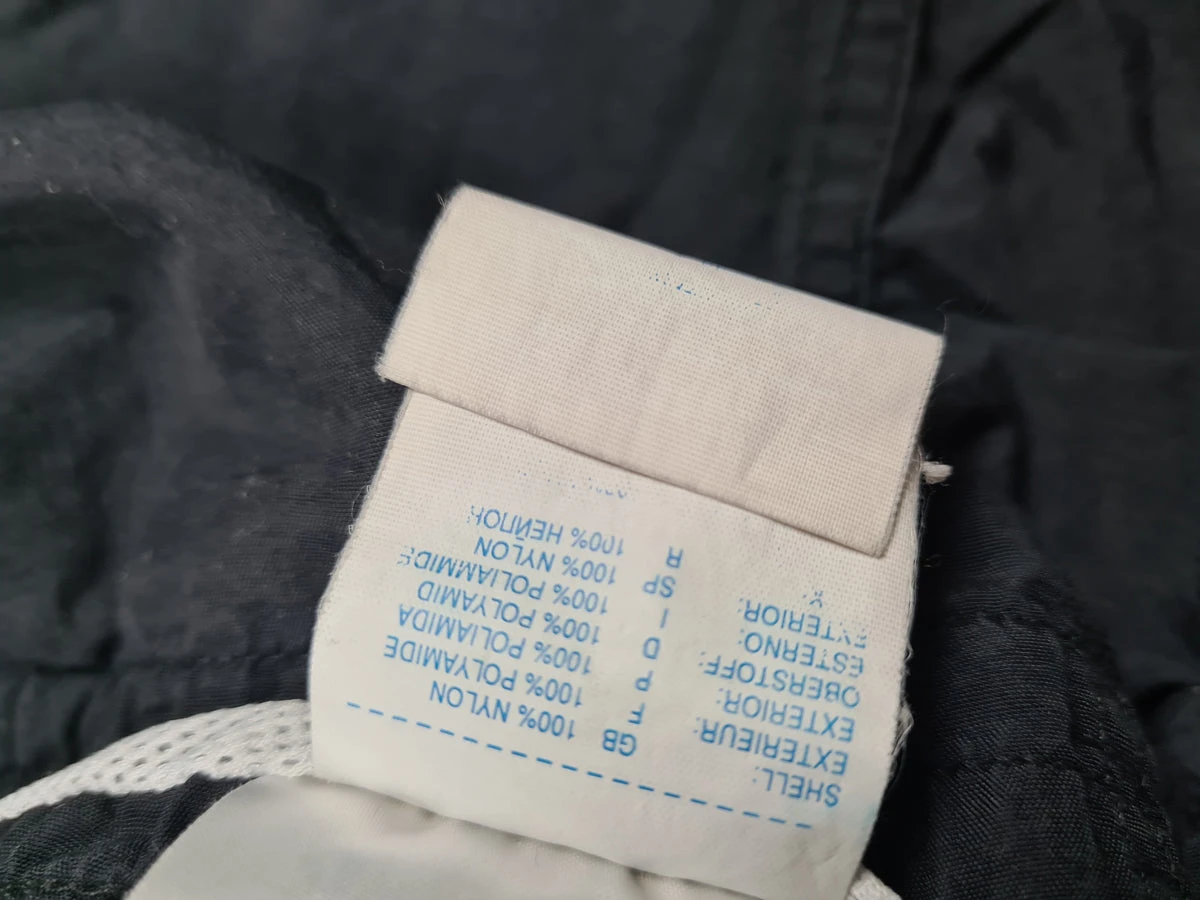 SHELL: GB 100% NYLON
EXTERIEUR: F 100% POLYAMIDE
EXTERIOR: P 100% POLIAMIDA
OBERSTOFF: D 100% POLYAMID
ESTERNO: I 100% POLIAMMIDE
EXTERIOR: SP 100% NYLON
R 100% НЕЙЛОН